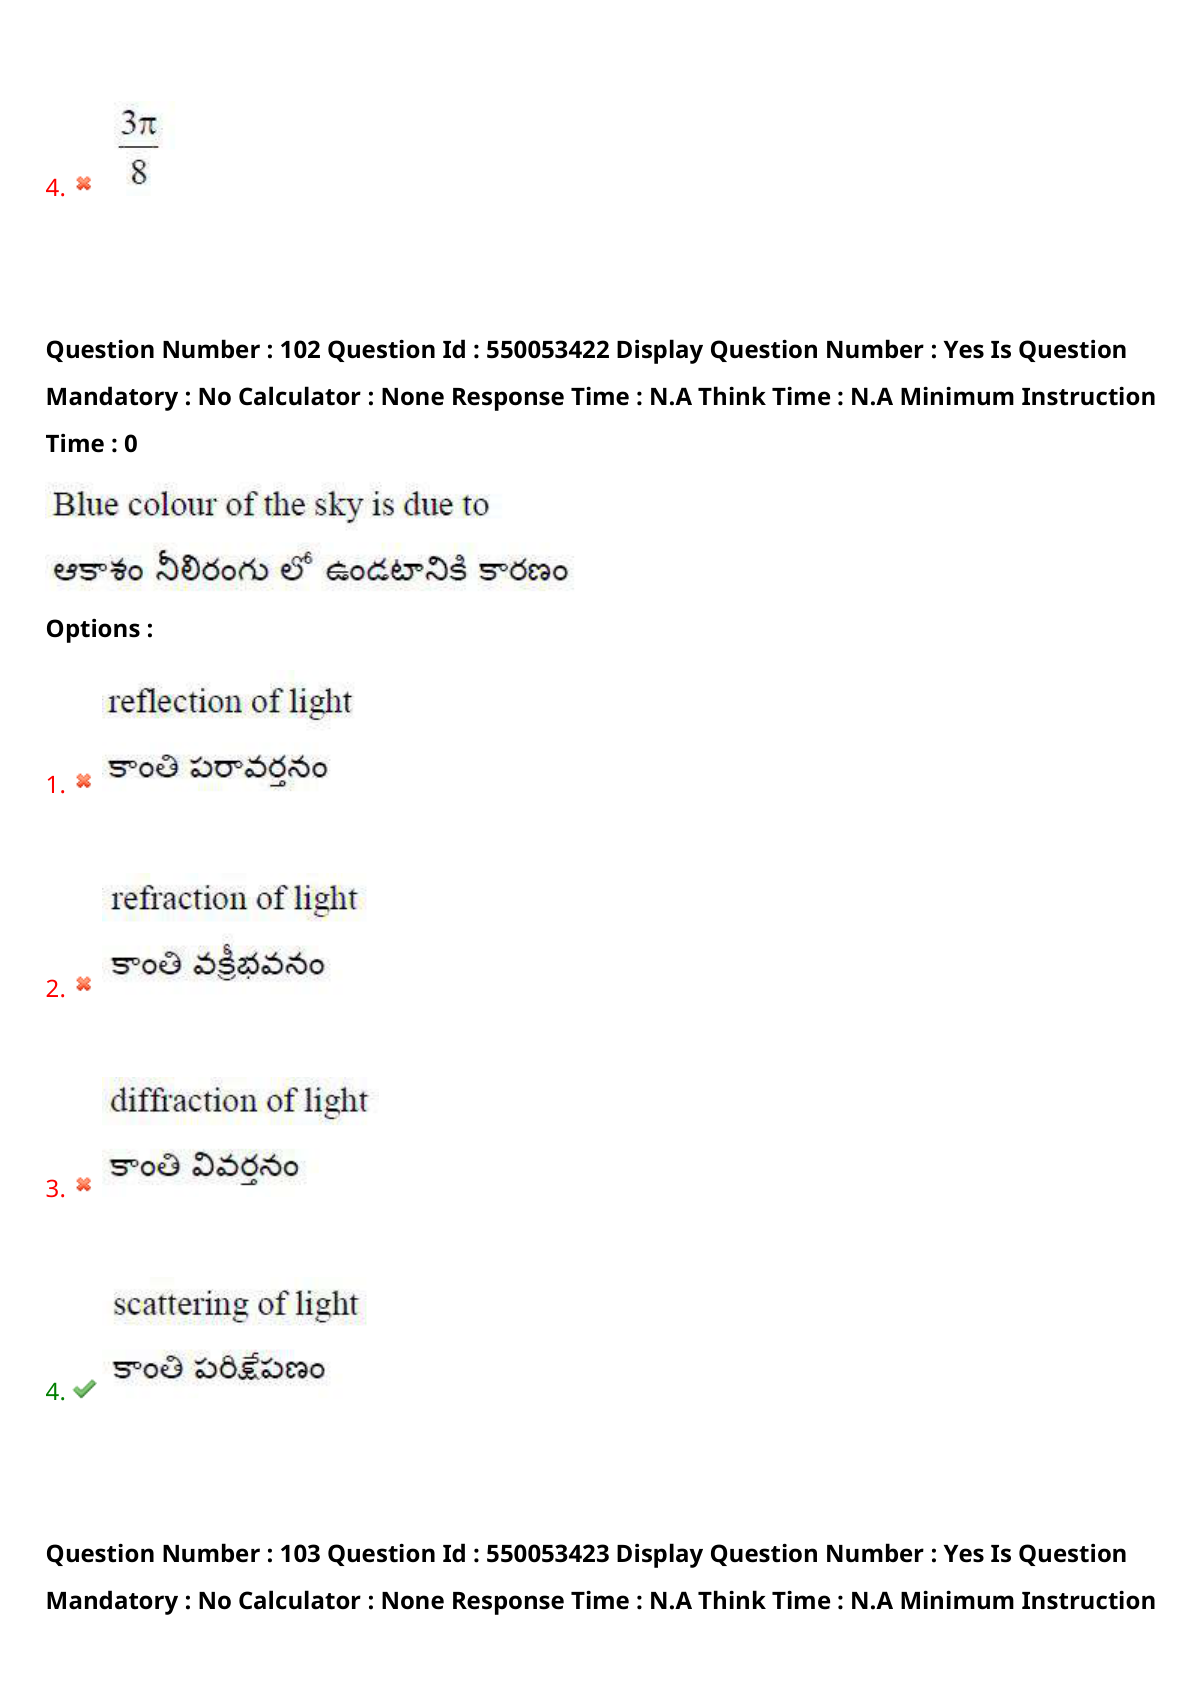 3π
8
4.
Question Number : 102 Question Id : 550053422 Display Question Number : Yes Is Question
Mandatory : No Calculator : None Response Time : N.A Think Time : N.A Minimum Instruction
Time : 0
Blue colour of the sky is due to
ఆకాశం నీలిరంగు లో ఉండటానికి కారణం
Options :
reflection of light
కాంతి పరావర్తనం
1.
refraction of light
కాంతి వక్రీభవనం
2.
diffraction of light
కాంతి వివర్తనం
3.
scattering of light
కాంతి పరిక్షేపణం
4.
Question Number : 103 Question Id : 550053423 Display Question Number : Yes Is Question
Mandatory : No Calculator : None Response Time : N.A Think Time : N.A Minimum Instruction